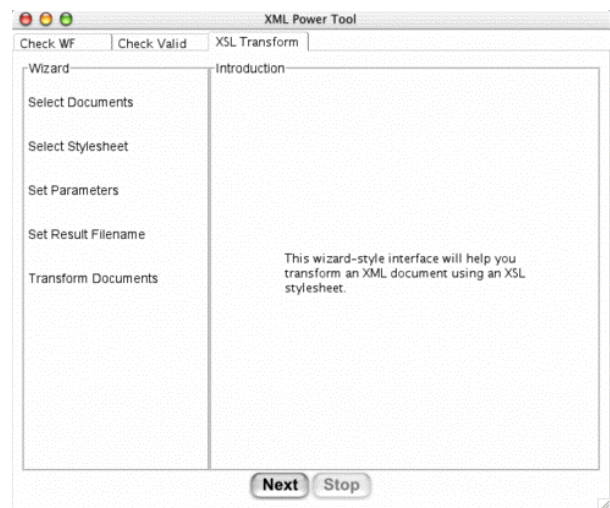 XML Power Tool
Check WF Check Valid XSL Transform
Wizard
Select Documents
Select Stylesheet
Set Parameters
Set Result Filename
Transform Documents
Introduction
This wizard-style interface will help you
transform an XML document using an XSL
stylesheet.
Next Stop